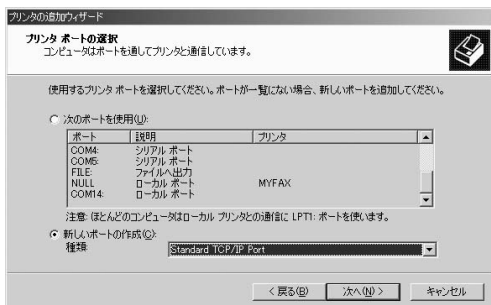 プリンタの追加ウィザード
プリンタ ポートの選択
コンピュータはポートを通してプリンタと通信しています。
使用するプリンタ ポートを選択してください。ポートが一覧にない場合、新しいポートを追加してください。
次のポートを使用(U):
ポート 説明 プリンタ
COM4: シリアル ポート
COM5: シリアル ポート
FILE: ファイルへ出力
NULL ローカル ポート MYFAX
COM14: ローカル ポート
注意: ほとんどのコンピュータはローカル プリンタとの通信に LPT1: ポートを使います。
新しいポートの作成(C):
種類: Standard TCP/IP Port
< 戻る(B) 次へ(N) > キャンセル